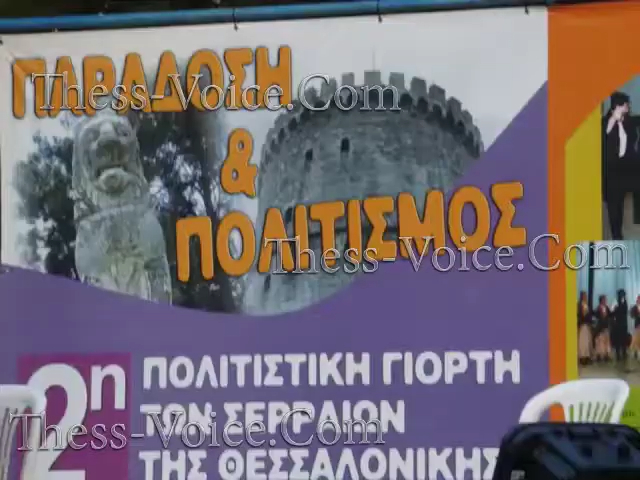 ΠΑΡΑΔΟΣΗ
Thess-Voice.Com
&
ΠΟΛΙΤΙΣΜΟΣ
Thess-Voice.Com
2η
ΠΟΛΙΤΙΣΤΙΚΗ ΓΙΟΡΤΗ
ΤΩΝ ΣΕΡΡΑΙΩΝ
Thess-Voice.Com
ΤΗΣ ΘΕΣΣΑΛΟΝΙΚΗΣ